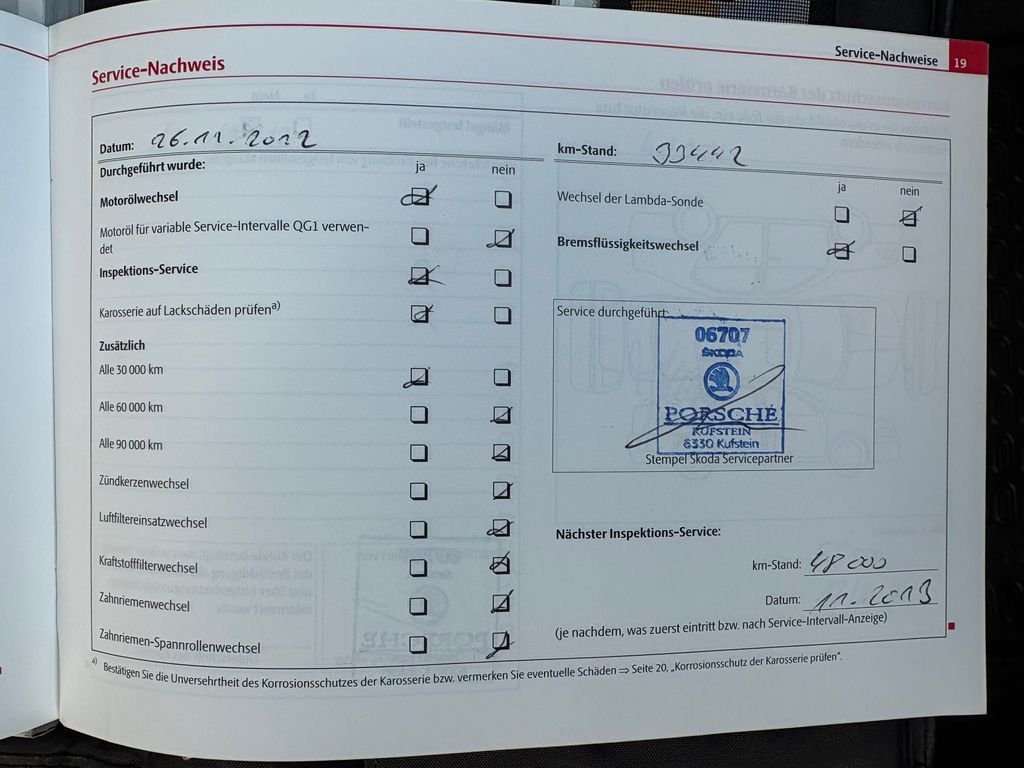 Service-Nachweise 19
Service-Nachweis
Datum: 26.11.2012
Durchgeführt wurde: ja nein
Motorölwechsel
Motoröl für variable Service-Intervalle QG1 verwen-
det
Inspektions-Service
Karosserie auf Lackschäden prüfen a)
Zusätzlich
Alle 30 000 km
Alle 60 000 km
Alle 90 000 km
Zündkerzenwechsel
Luftfiltereinsatzwechsel
Kraftstofffilterwechsel
Zahnriemenwechsel
Zahnriemen-Spannrollenwechsel
km-Stand: 33442
ja nein
Wechsel der Lambda-Sonde
Bremsflüssigkeitswechsel
Service durchgeführt:
06707
ŠKODA
PORSCHE
KUFSTEIN
6330 Kufstein
Stempel Škoda Servicepartner
Nächster Inspektions-Service:
km-Stand: 48000
Datum: 11.2013
(je nachdem, was zuerst eintritt bzw. nach Service-Intervall-Anzeige)
a) Bestätigen Sie die Unversehrtheit des Korrosionsschutzes der Karosserie bzw. vermerken Sie eventuelle Schäden ⇒ Seite 20, „Korrosionsschutz der Karosserie prüfen“.